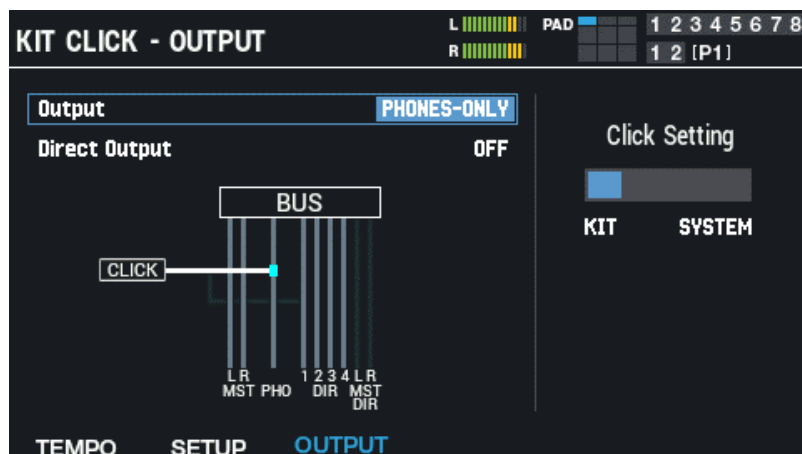 KIT CLICK - OUTPUT
L
R
PAD
1 2 3 4 5 6 7 8
1 2 [P1]
Output PHONES-ONLY
Direct Output OFF
Click Setting
KIT SYSTEM
BUS
CLICK
L R 1 2 3 4 L R
MST PHO DIR MST
DIR
TEMPO SETUP OUTPUT